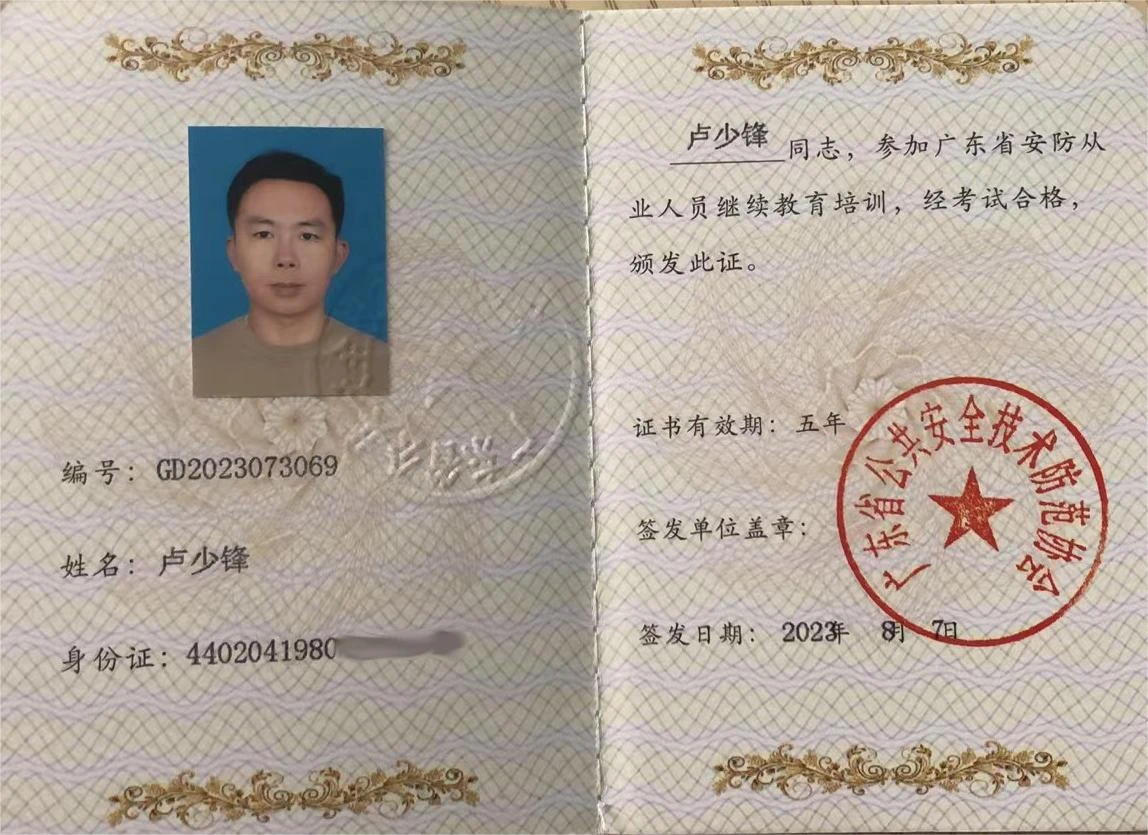 编号：GD2023073069
姓名：卢少锋
身份证：4402041980
卢少锋同志，参加广东省安防从
业人员继续教育培训，经考试合格，
颁发此证。
证书有效期：五年
签发单位盖章：
广东省公共安全技术防范协会
签发日期：2023年 8月 7日